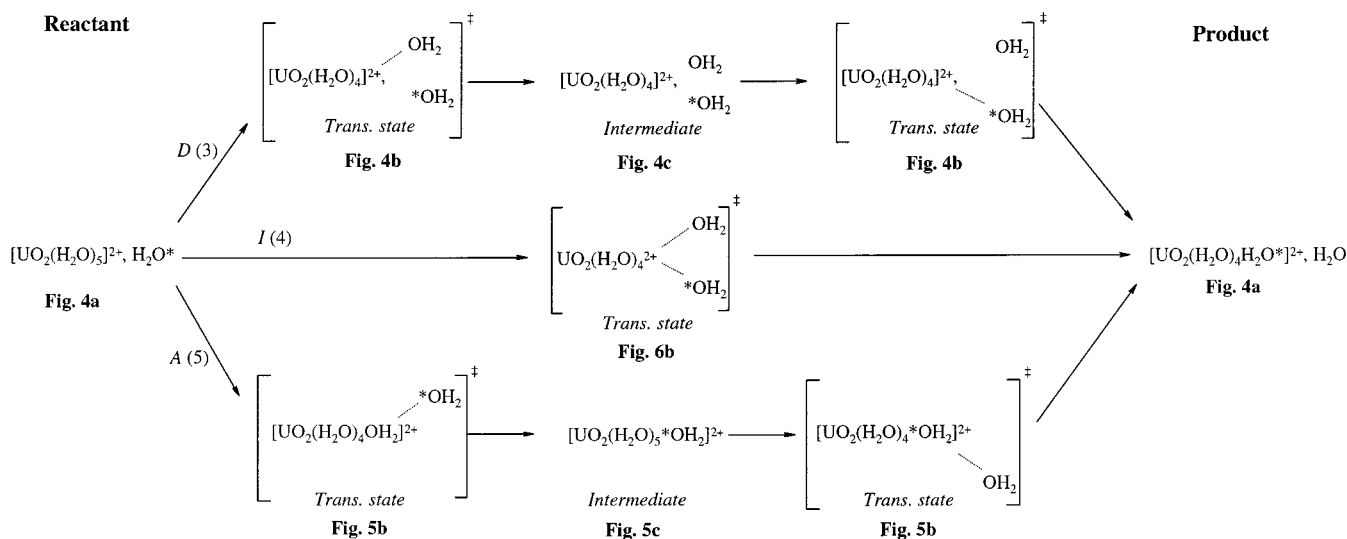 Reactant
Product
[UO₂(H₂O)₄]²⁺,
OH₂
*OH₂
‡
Trans. state
Fig. 4b
[UO₂(H₂O)₄]²⁺,
OH₂
*OH₂
Intermediate
Fig. 4c
[UO₂(H₂O)₄]²⁺,
OH₂
*OH₂
‡
Trans. state
Fig. 4b
D (3)
[UO₂(H₂O)₅]²⁺, H₂O*
Fig. 4a
I (4)
UO₂(H₂O)₄²⁺
OH₂
*OH₂
‡
Trans. state
Fig. 6b
[UO₂(H₂O)₄H₂O*]²⁺, H₂O
Fig. 4a
A (5)
[UO₂(H₂O)₄OH₂]²⁺
*OH₂
‡
Trans. state
Fig. 5b
[UO₂(H₂O)₅*OH₂]²⁺
Intermediate
Fig. 5c
[UO₂(H₂O)₄*OH₂]²⁺
OH₂
‡
Trans. state
Fig. 5b